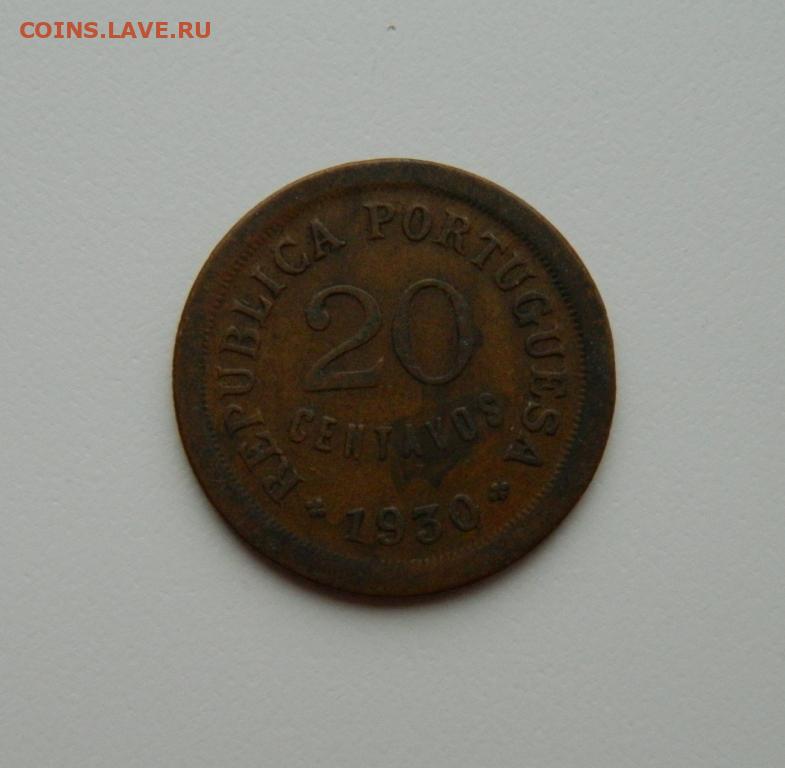 COINS.LAVE.RU
REPUBLICA PORTUGUESA
20
CENTAVOS
* 1930 *